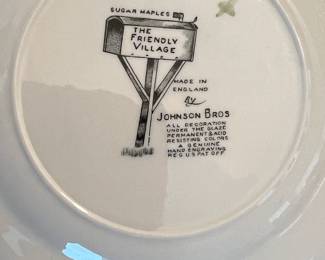 SUGAR MAPLES
THE
FRIENDLY
VILLAGE
MADE IN
ENGLAND
By
JOHNSON BROS
ALL DECORATION
UNDER THE GLAZE
PERMANENT & ACID
RESISTING COLORS
A GENUINE
HAND ENGRAVING
REG. U.S. PAT. OFF